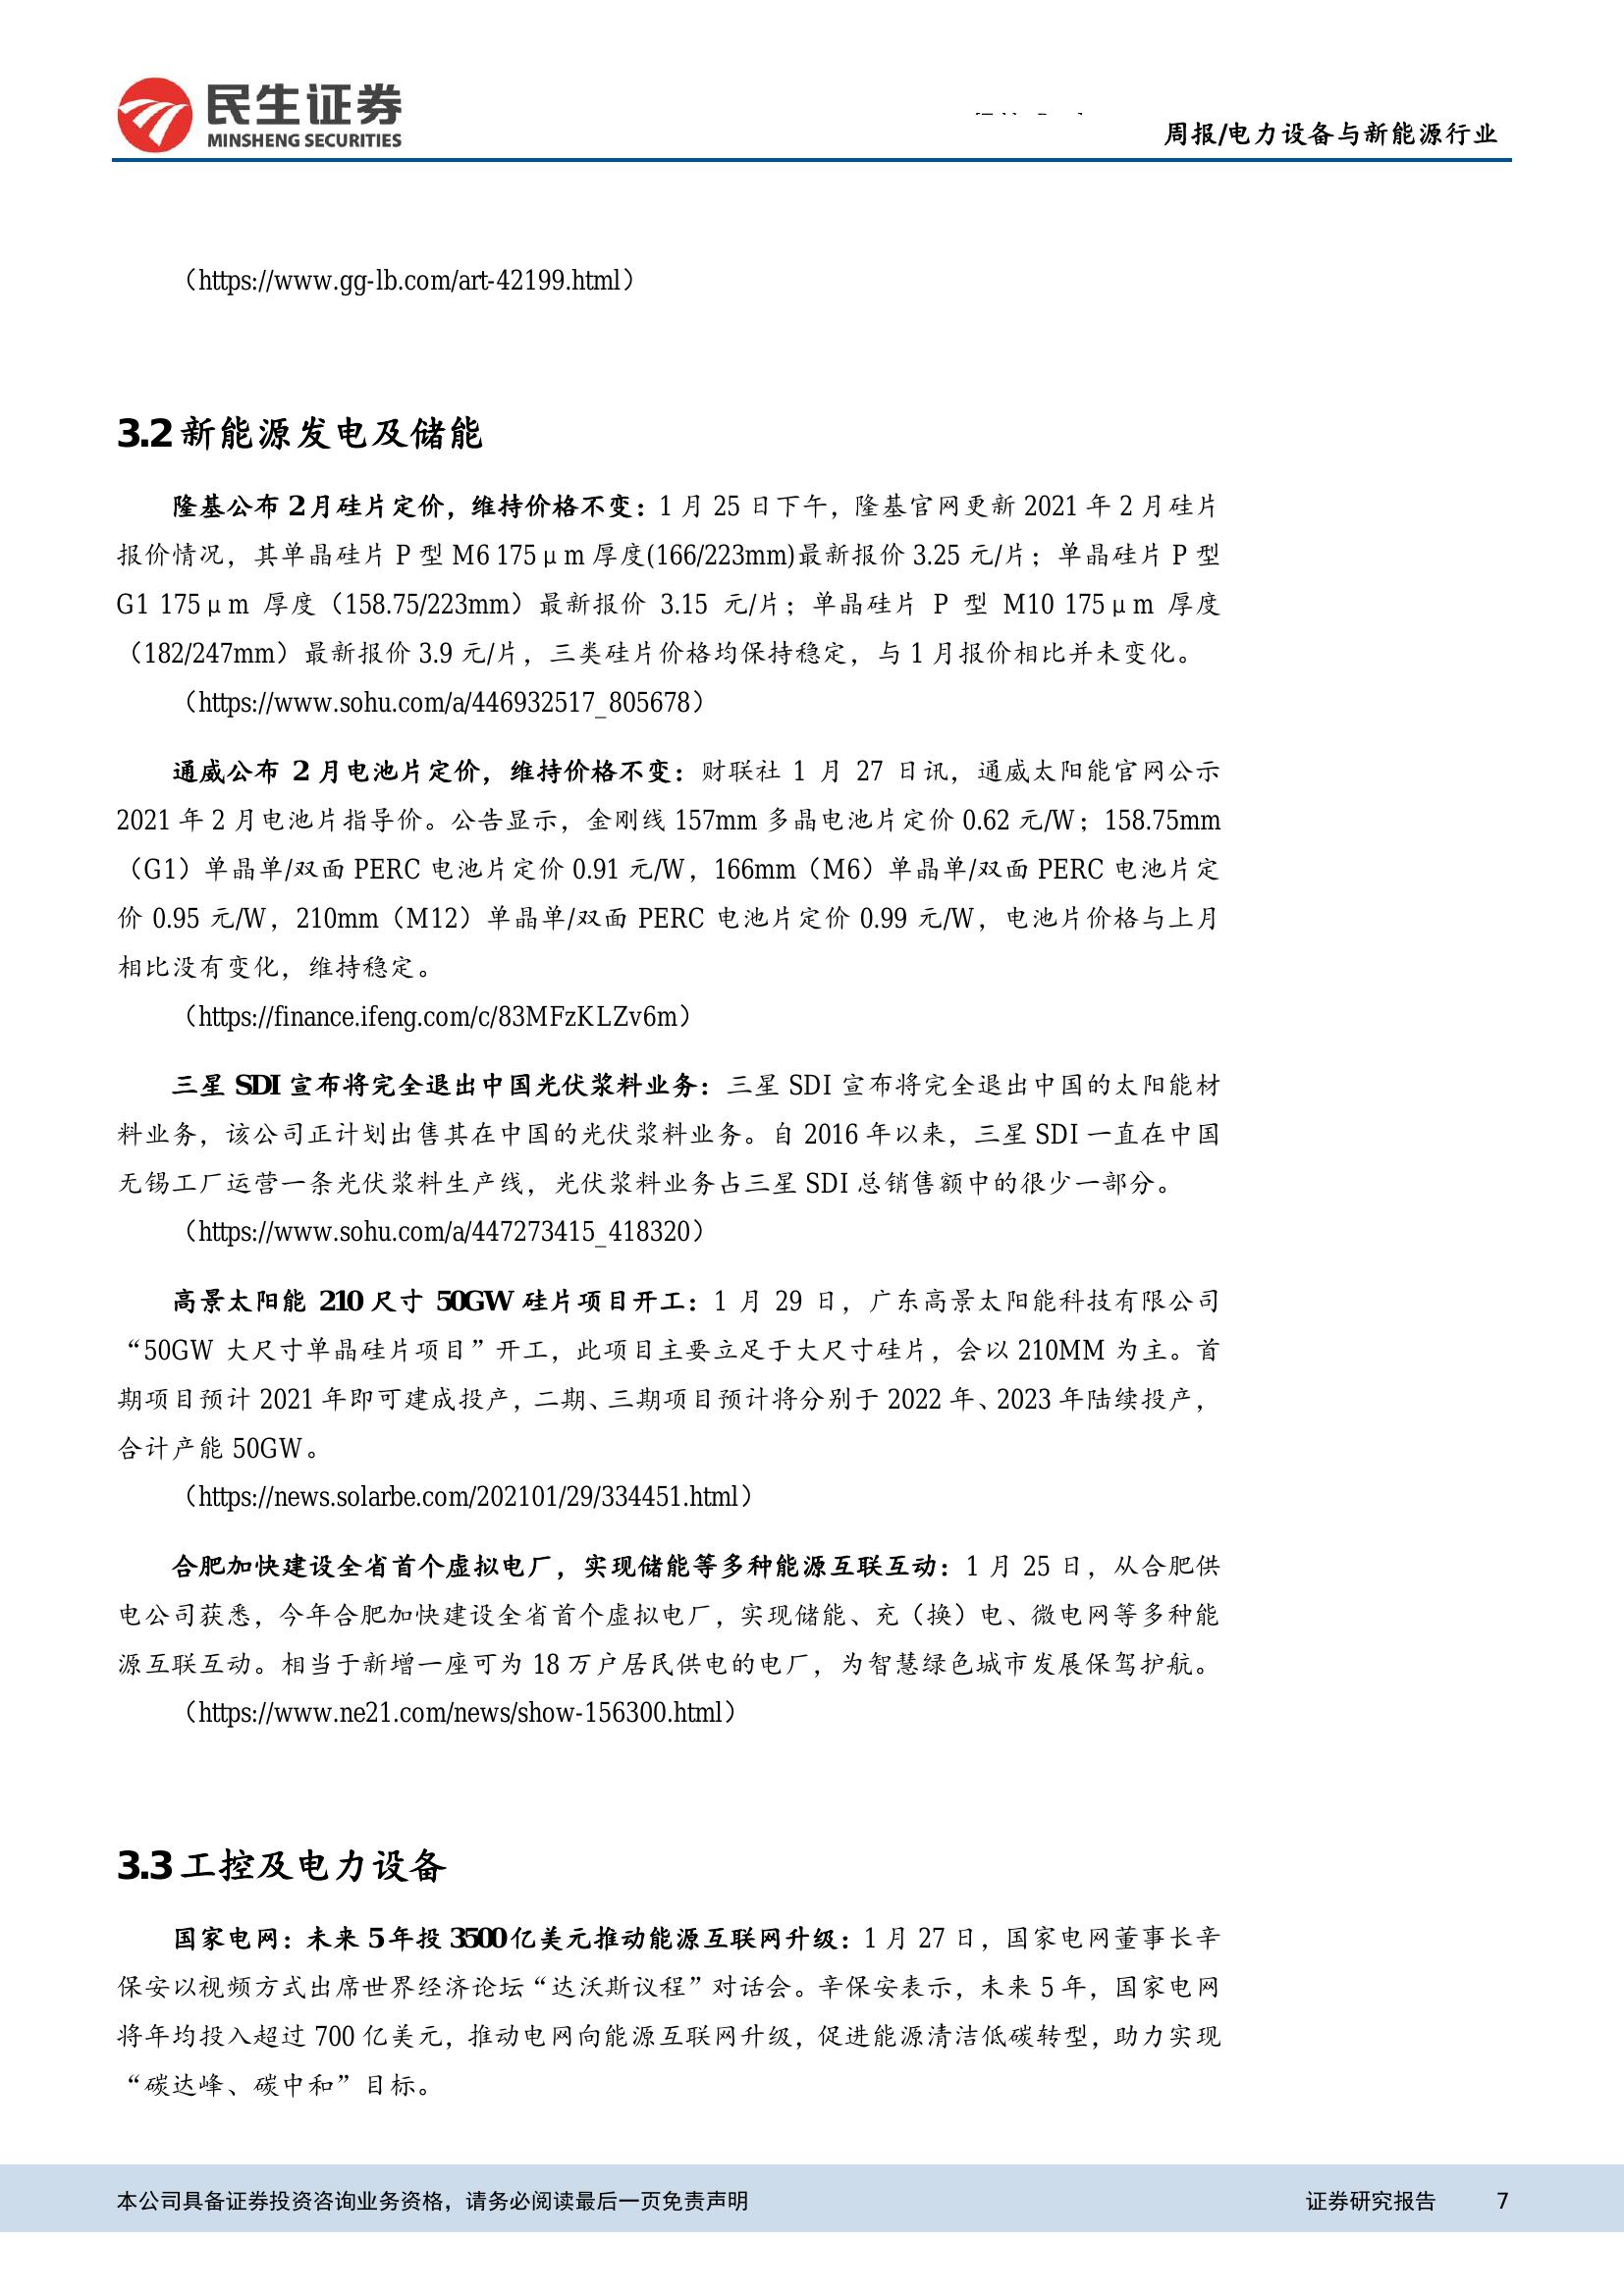 民生证券
MINSHENG SECURITIES
周报/电力设备与新能源行业
（https://www.gg-lb.com/art-42199.html）
3.2 新能源发电及储能
隆基公布 2 月硅片定价，维持价格不变：1 月 25 日下午，隆基官网更新 2021 年 2 月硅片
报价情况，其单晶硅片 P 型 M6 175μm 厚度(166/223mm)最新报价 3.25 元/片；单晶硅片 P 型
G1 175μm 厚度（158.75/223mm）最新报价 3.15 元/片；单晶硅片 P 型 M10 175μm 厚度
（182/247mm）最新报价 3.9 元/片，三类硅片价格均保持稳定，与 1 月报价相比并未变化。
（https://www.sohu.com/a/446932517_805678）
通威公布 2 月电池片定价，维持价格不变：财联社 1 月 27 日讯，通威太阳能官网公示
2021 年 2 月电池片指导价。公告显示，金刚线 157mm 多晶电池片定价 0.62 元/W；158.75mm
（G1）单晶单/双面 PERC 电池片定价 0.91 元/W，166mm（M6）单晶单/双面 PERC 电池片定
价 0.95 元/W，210mm（M12）单晶单/双面 PERC 电池片定价 0.99 元/W，电池片价格与上月
相比没有变化，维持稳定。
（https://finance.ifeng.com/c/83MFzKLZv6m）
三星 SDI 宣布将完全退出中国光伏浆料业务：三星 SDI 宣布将完全退出中国的太阳能材
料业务，该公司正计划出售其在中国的光伏浆料业务。自 2016 年以来，三星 SDI 一直在中国
无锡工厂运营一条光伏浆料生产线，光伏浆料业务占三星 SDI 总销售额中的很少一部分。
（https://www.sohu.com/a/447273415_418320）
高景太阳能 210 尺寸 50GW 硅片项目开工：1 月 29 日，广东高景太阳能科技有限公司
“50GW 大尺寸单晶硅片项目”开工，此项目主要立足于大尺寸硅片，会以 210MM 为主。首
期项目预计 2021 年即可建成投产，二期、三期项目预计将分别于 2022 年、2023 年陆续投产，
合计产能 50GW。
（https://news.solarbe.com/202101/29/334451.html）
合肥加快建设全省首个虚拟电厂，实现储能等多种能源互联互动：1 月 25 日，从合肥供
电公司获悉，今年合肥加快建设全省首个虚拟电厂，实现储能、充（换）电、微电网等多种能
源互联互动。相当于新增一座可为 18 万户居民供电的电厂，为智慧绿色城市发展保驾护航。
（https://www.ne21.com/news/show-156300.html）
3.3 工控及电力设备
国家电网：未来 5 年投 3500 亿美元推动能源互联网升级：1 月 27 日，国家电网董事长辛
保安以视频方式出席世界经济论坛“达沃斯议程”对话会。辛保安表示，未来 5 年，国家电网
将年均投入超过 700 亿美元，推动电网向能源互联网升级，促进能源清洁低碳转型，助力实现
“碳达峰、碳中和”目标。
本公司具备证券投资咨询业务资格，请务必阅读最后一页免责声明
证券研究报告 7